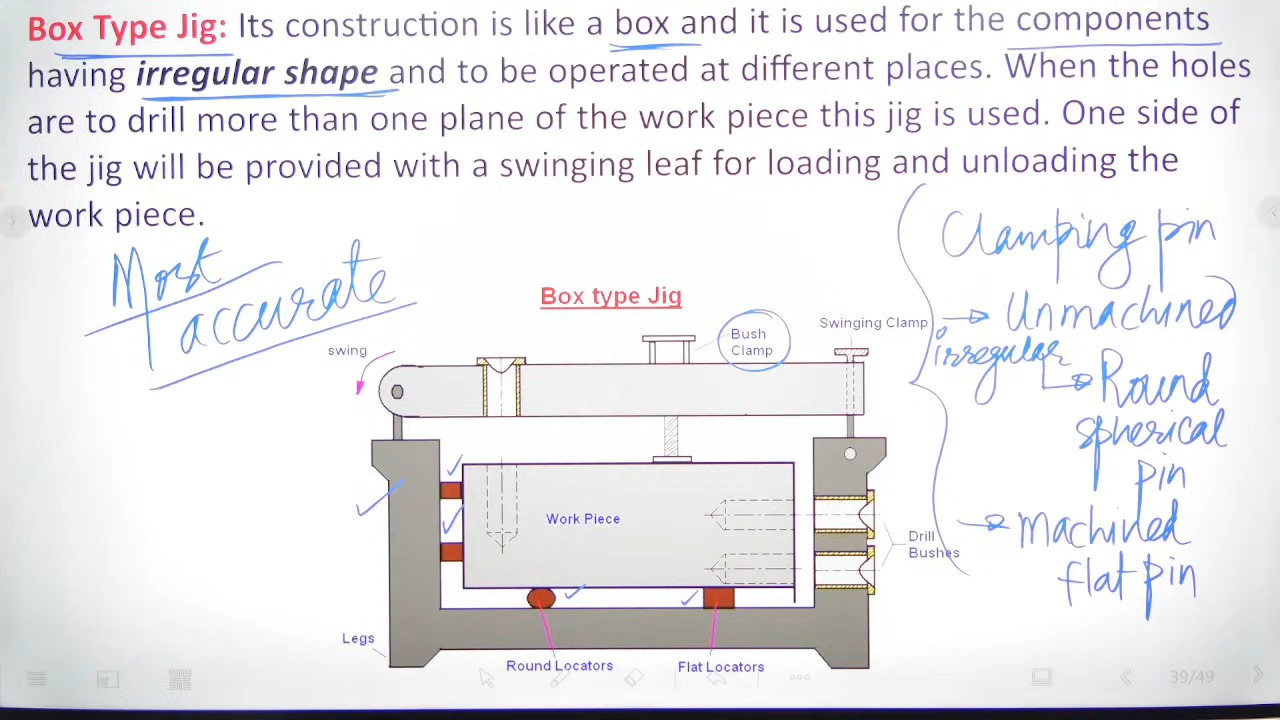 Box Type Jig: Its construction is like a box and it is used for the components
having irregular shape and to be operated at different places. When the holes
are to drill more than one plane of the work piece this jig is used. One side of
the jig will be provided with a swinging leaf for loading and unloading the
work piece.
Most
accurate
Clamping pin
→ Unmachined
irregular
→ Round
spherical
pin
→ Machined
flat pin
Box type Jig
swing
Bush
Clamp
Swinging Clamp
Work Piece
Drill
Bushes
Legs
Round Locators
Flat Locators
39/49